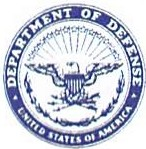 DEPARTMENT OF DEFENSE
UNITED STATES OF AMERICA